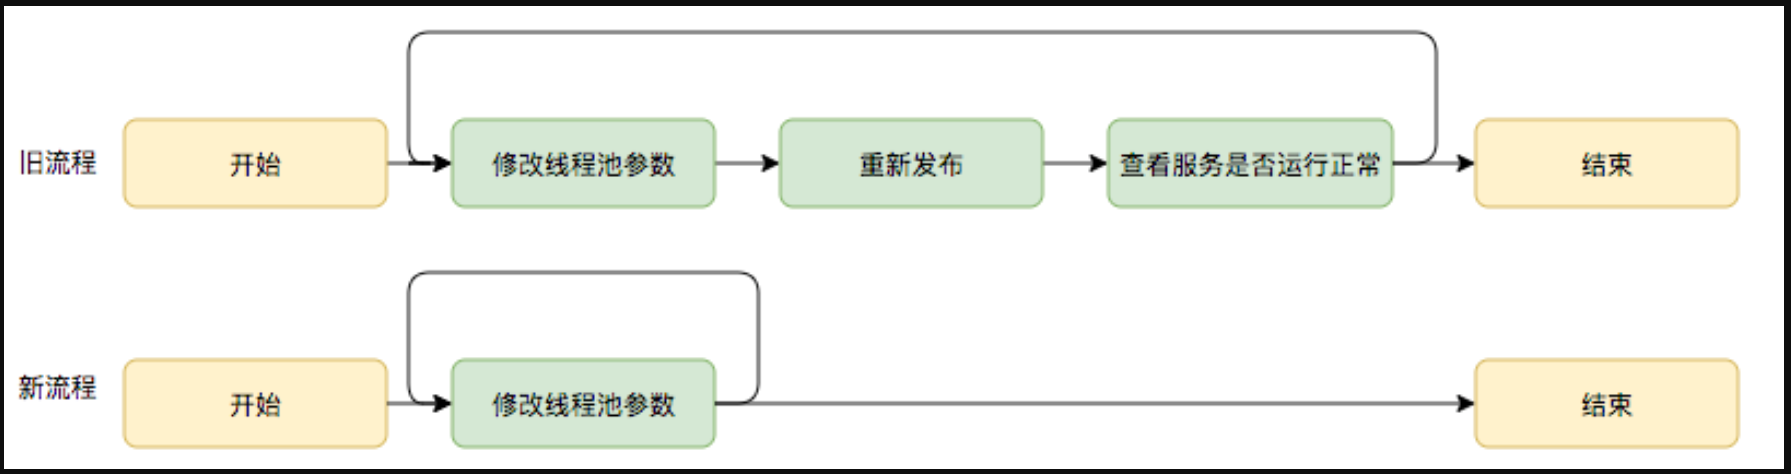 旧流程
开始
修改线程池参数
重新发布
查看服务是否运行正常
结束
新流程
开始
修改线程池参数
结束